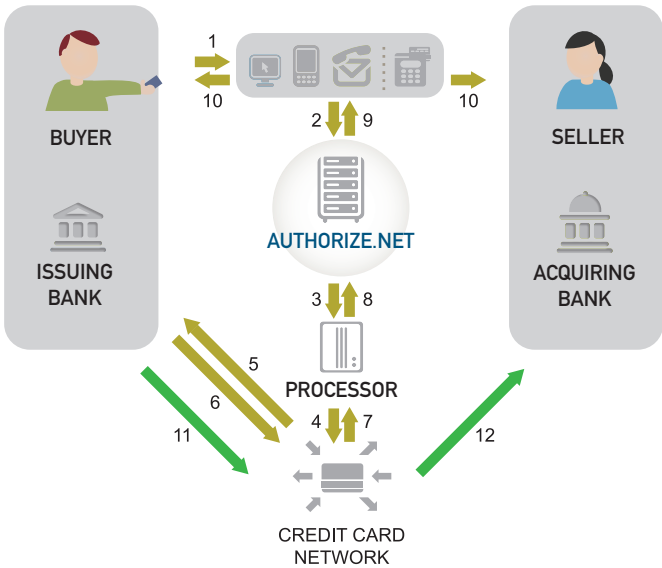 1
10
10
2
9
BUYER
SELLER
AUTHORIZE.NET
ISSUING
BANK
ACQUIRING
BANK
3
8
5
6
PROCESSOR
4
7
11
12
CREDIT CARD
NETWORK